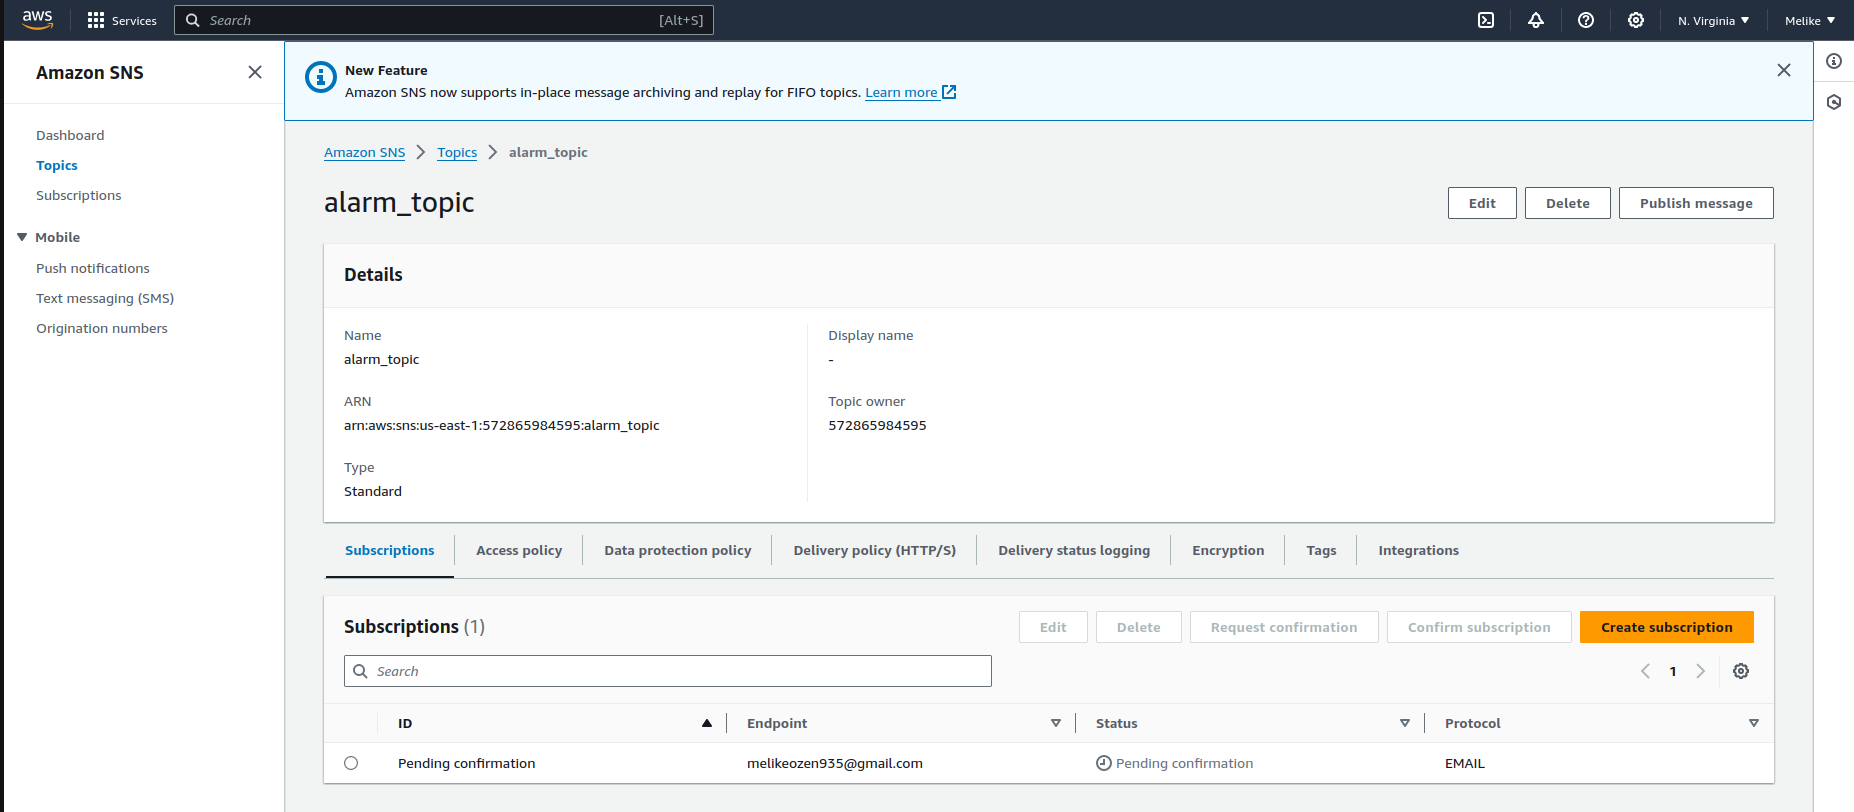 aws
Services
Search
[Alt+S]
N. Virginia
Melike
Amazon SNS
Dashboard
Topics
Subscriptions
Mobile
Push notifications
Text messaging (SMS)
Origination numbers
New Feature
Amazon SNS now supports in-place message archiving and replay for FIFO topics. Learn more
Amazon SNS > Topics > alarm_topic
alarm_topic
Edit
Delete
Publish message
Details
Name
alarm_topic
ARN
arn:aws:sns:us-east-1:572865984595:alarm_topic
Type
Standard
Display name
-
Topic owner
572865984595
Subscriptions
Access policy
Data protection policy
Delivery policy (HTTP/S)
Delivery status logging
Encryption
Tags
Integrations
Subscriptions (1)
Edit
Delete
Request confirmation
Confirm subscription
Create subscription
Search
1
ID
Endpoint
Status
Protocol
Pending confirmation
melikeozen935@gmail.com
Pending confirmation
EMAIL